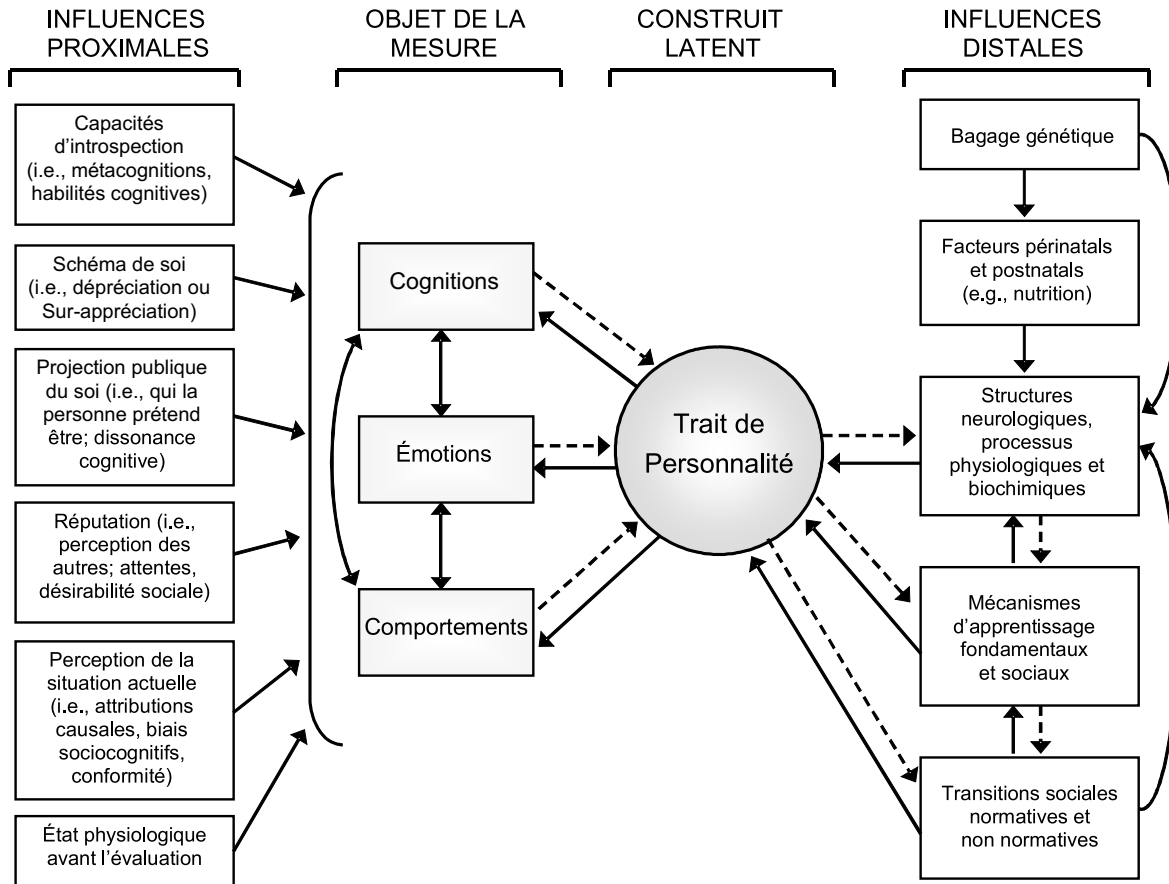 INFLUENCES
PROXIMALES
OBJET DE LA
MESURE
CONSTRUIT
LATENT
INFLUENCES
DISTALES
Capacités
d'introspection
(i.e., métacognitions,
habilités cognitives)
Schéma de soi
(i.e., dépréciation ou
Sur-appréciation)
Projection publique
du soi (i.e., qui la
personne prétend
être; dissonance
cognitive)
Réputation (i.e.,
perception des
autres; attentes,
désirabilité sociale)
Perception de la
situation actuelle
(i.e., attributions
causales, biais
sociocognitifs,
conformité)
État physiologique
avant l'évaluation
Cognitions
Émotions
Comportements
Trait de
Personnalité
Bagage génétique
Facteurs périnatals
et postnatals
(e.g., nutrition)
Structures
neurologiques,
processus
physiologiques et
biochimiques
Mécanismes
d'apprentissage
fondamentaux
et sociaux
Transitions sociales
normatives et
non normatives